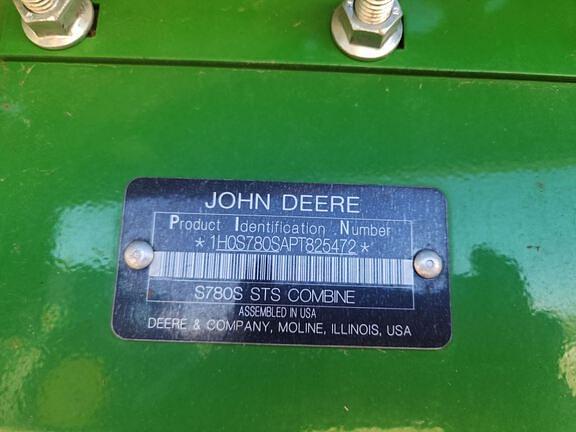 JOHN DEERE
Product Identification Number
*1H0S780SAPT825472*
S780S STS COMBINE
ASSEMBLED IN USA
DEERE & COMPANY, MOLINE, ILLINOIS, USA